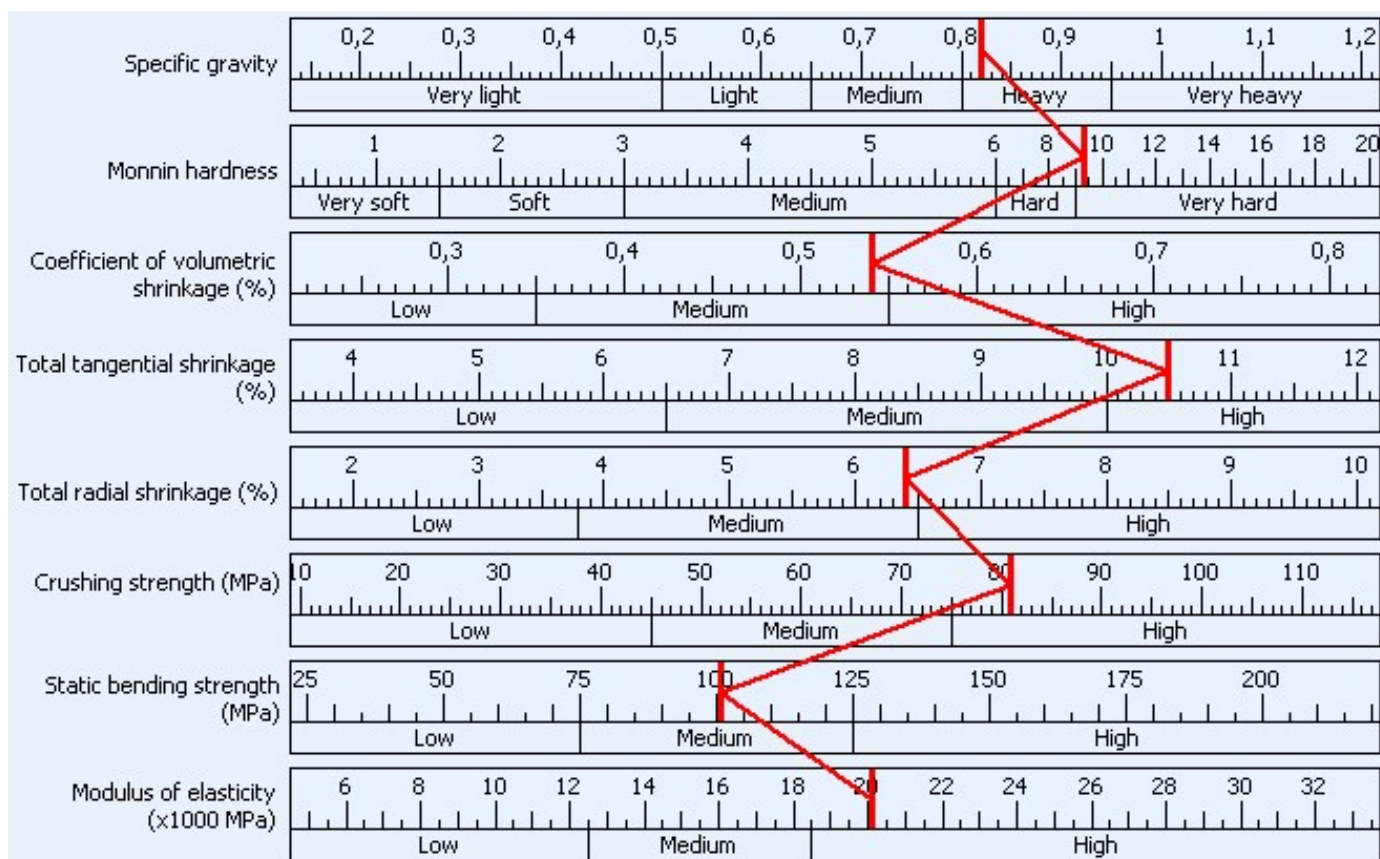 0,2 0,3 0,4 0,5 0,6 0,7 0,8 0,9 1 1,1 1,2
Specific gravity
Very light Light Medium Heavy Very heavy
1 2 3 4 5 6 8 10 12 14 16 18 20
Monnin hardness
Very soft Soft Medium Hard Very hard
0,3 0,4 0,5 0,6 0,7 0,8
Coefficient of volumetric
shrinkage (%)
Low Medium High
4 5 6 7 8 9 10 11 12
Total tangential shrinkage
(%)
Low Medium High
2 3 4 5 6 7 8 9 10
Total radial shrinkage (%)
Low Medium High
10 20 30 40 50 60 70 80 90 100 110
Crushing strength (MPa)
Low Medium High
25 50 75 100 125 150 175 200
Static bending strength
(MPa)
Low Medium High
6 8 10 12 14 16 18 20 22 24 26 28 30 32
Modulus of elasticity
(x1000 MPa)
Low Medium High